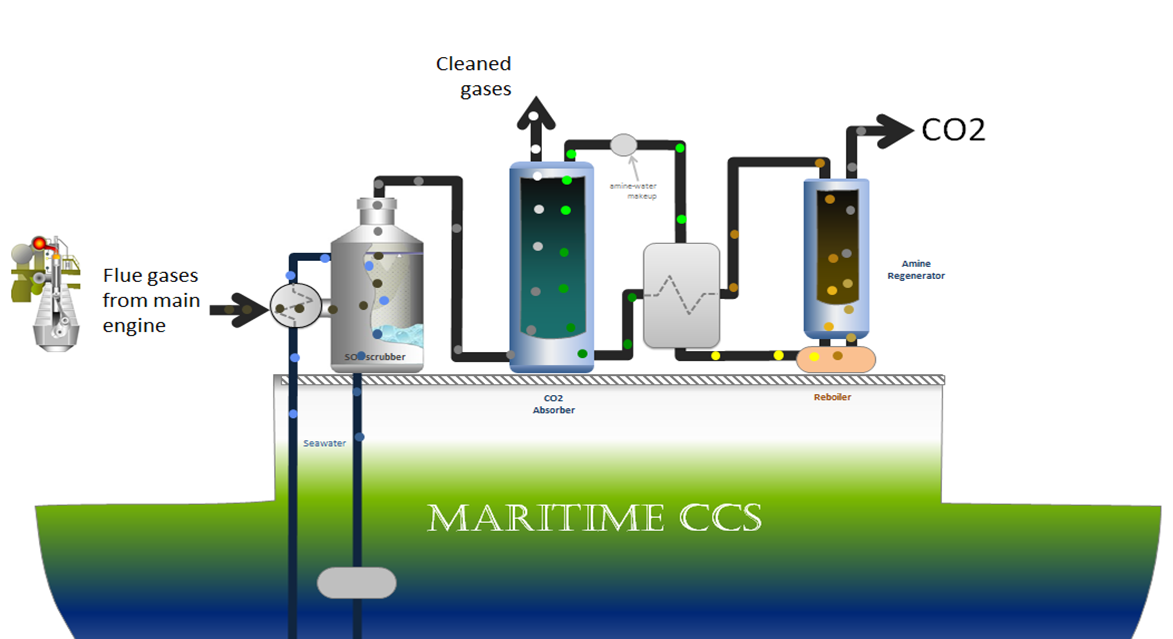 Cleaned
gases
CO2
amine-water
makeup
Flue gases
from main
engine
Amine
Regenerator
scrubber
CO2
Absorber
Reboiler
Seawater
MARITIME CCS